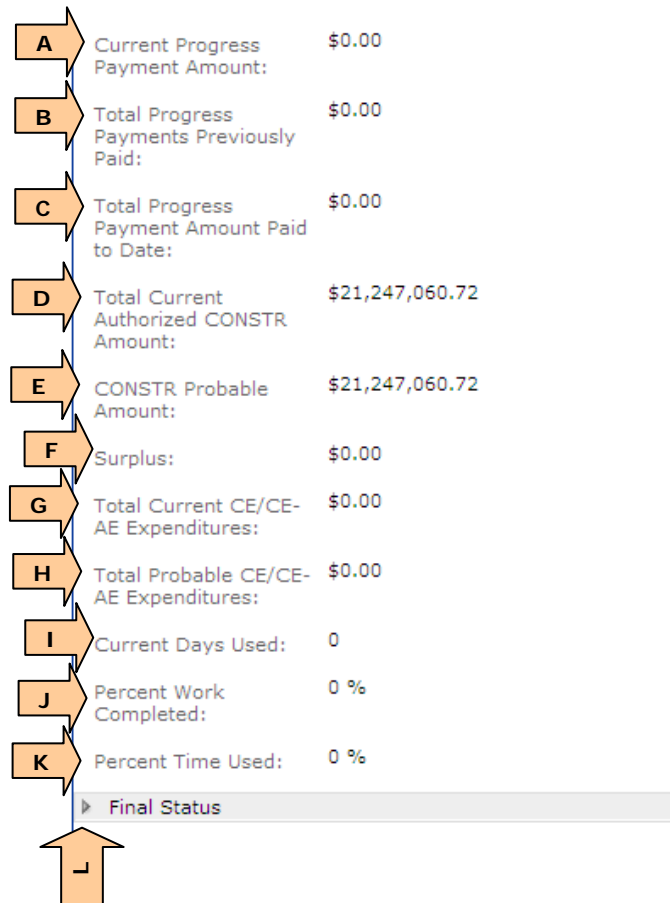 A
Current Progress $0.00
Payment Amount:
B
Total Progress $0.00
Payments Previously
Paid:
C
Total Progress $0.00
Payment Amount Paid
to Date:
D
Total Current $21,247,060.72
Authorized CONSTR
Amount:
E
CONSTR Probable $21,247,060.72
Amount:
F
Surplus: $0.00
G
Total Current CE/CE- $0.00
AE Expenditures:
H
Total Probable CE/CE- $0.00
AE Expenditures:
I
Current Days Used: 0
J
Percent Work 0 %
Completed:
K
Percent Time Used: 0 %
Final Status
L